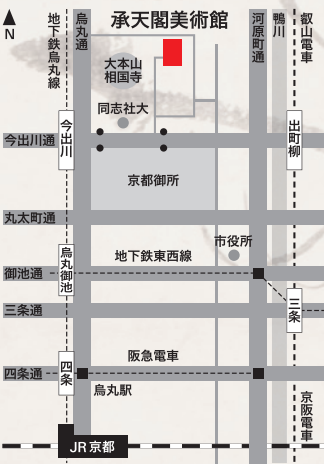 承天閣美術館
N
地下鉄烏丸線
烏丸通
河原町通
鴨川
叡山電車
大本山
相国寺
同志社大
今出川
出町柳
今出川通
京都御所
丸太町通
市役所
烏丸御池
地下鉄東西線
御池通
三条
三条通
四条
阪急電車
四条通
烏丸駅
京阪電車
JR京都